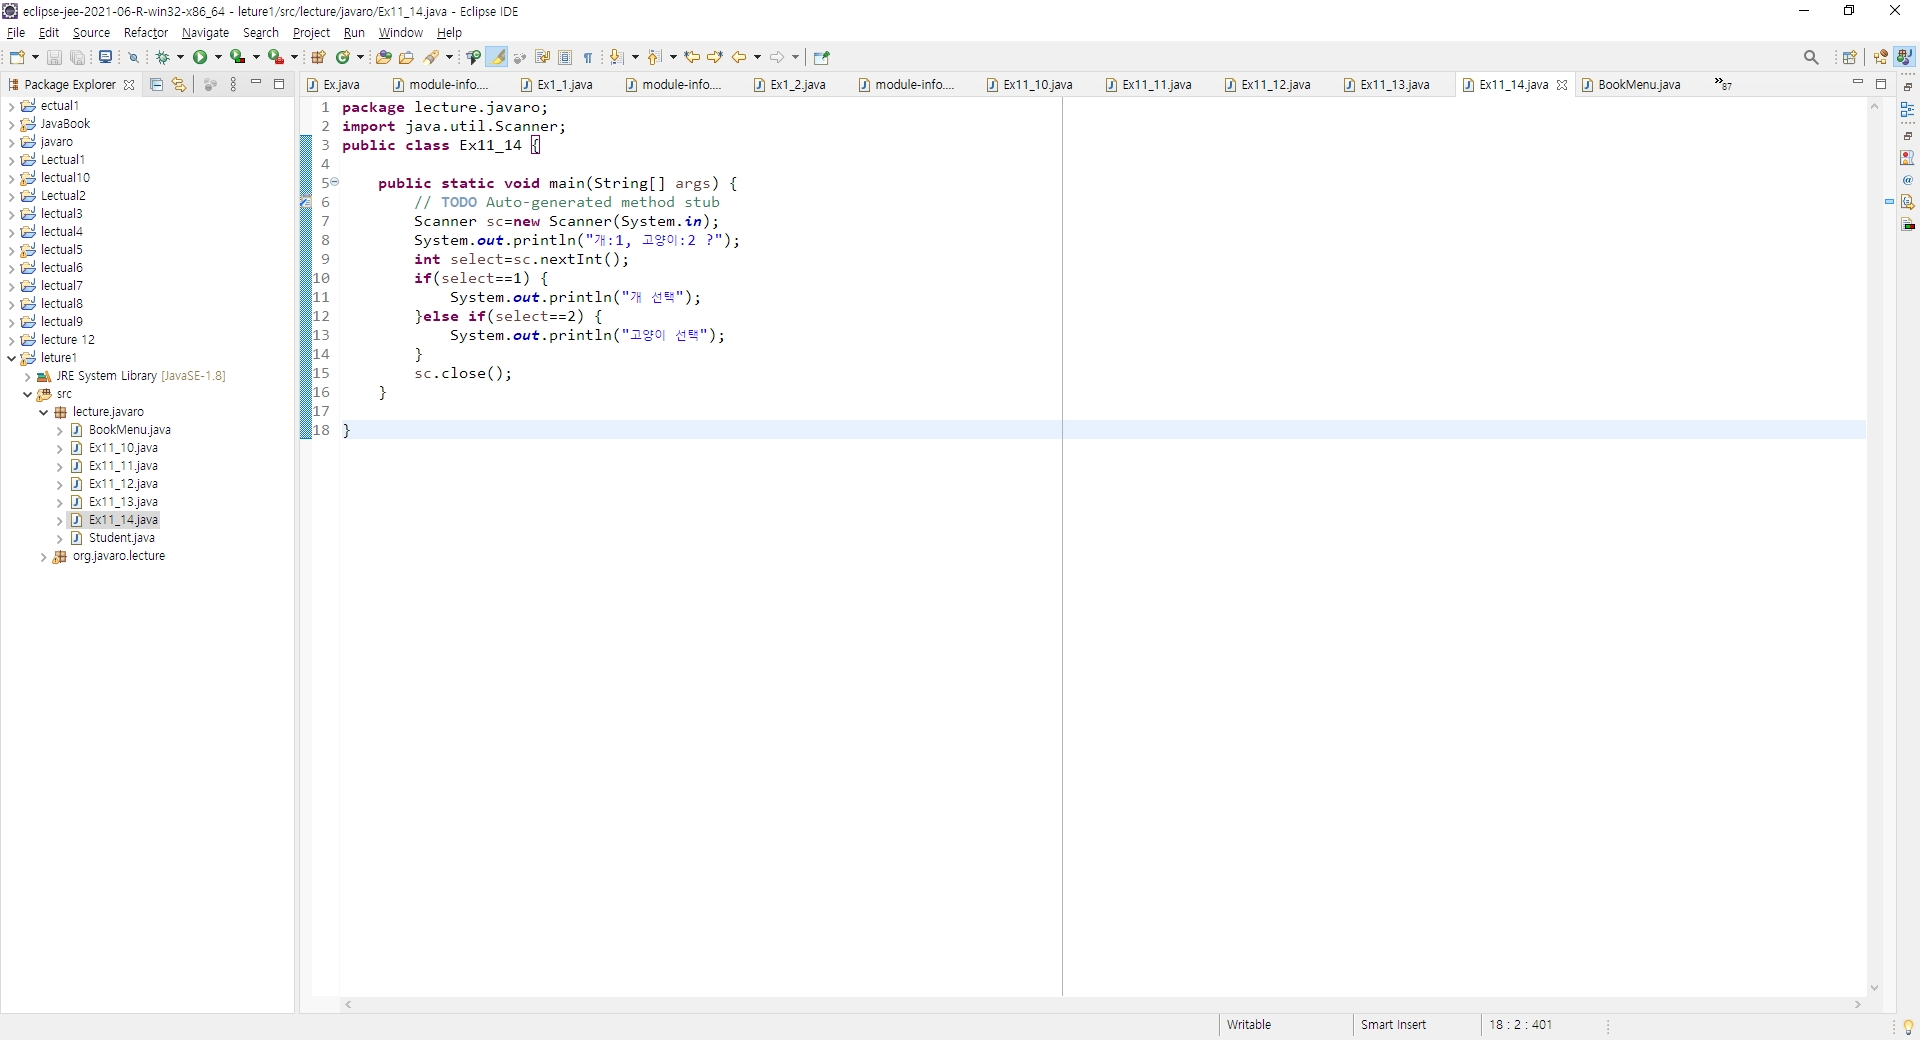 eclipse-jee-2021-06-R-win32-x86_64 - leture1/src/lecture/javaro/Ex11_14.java - Eclipse IDE
File Edit Source Refactor Navigate Search Project Run Window Help
Package Explorer
Ex.java module-info.... Ex1_1.java module-info.... Ex1_2.java module-info.... Ex11_10.java Ex11_11.java Ex11_12.java Ex11_13.java Ex11_14.java BookMenu.java »87
ectual1
JavaBook
javaro
Lectual1
lectual10
Lectual2
lectual3
lectual4
lectual5
lectual6
lectual7
lectual8
lectual9
lecture 12
leture1
JRE System Library [JavaSE-1.8]
src
lecture.javaro
BookMenu.java
Ex11_10.java
Ex11_11.java
Ex11_12.java
Ex11_13.java
Ex11_14.java
Student.java
org.javaro.lecture
1 package lecture.javaro;
2 import java.util.Scanner;
3 public class Ex11_14 {
4
5 public static void main(String[] args) {
6 // TODO Auto-generated method stub
7 Scanner sc=new Scanner(System.in);
8 System.out.println("개:1, 고양이:2 ?");
9 int select=sc.nextInt();
10 if(select==1) {
11 System.out.println("개 선택");
12 }else if(select==2) {
13 System.out.println("고양이 선택");
14 }
15 sc.close();
16 }
17
18 }
Writable Smart Insert 18 : 2 : 401